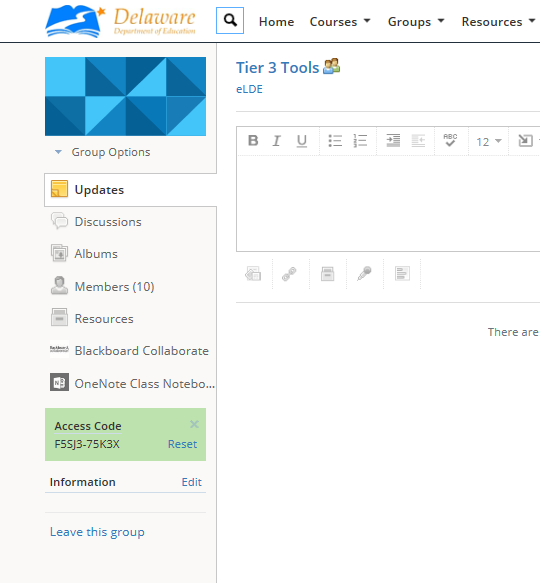 Delaware
Department of Education
Home
Courses
Groups
Resources
Tier 3 Tools
eLDE
Group Options
B I U
ABC
12
Updates
Discussions
Albums
Members (10)
Resources
Blackboard Collaborate
OneNote Class Notebo...
There are
Access Code
F5SJ3-75K3X
Reset
Information
Edit
Leave this group